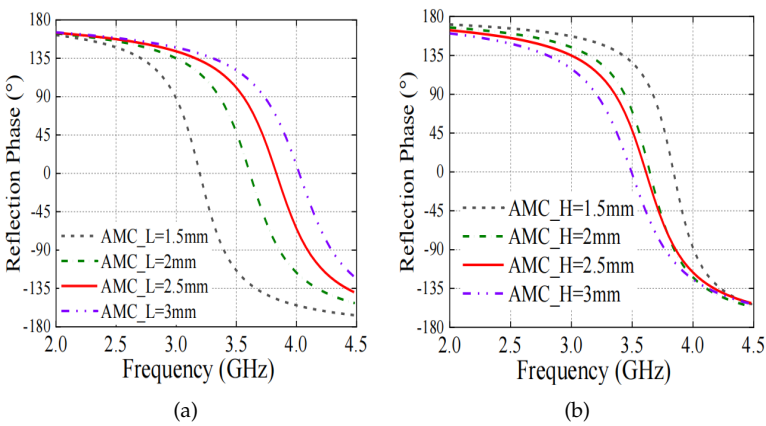 Reflection Phase (°)
180
135
90
45
0
-45
-90
-135
-180
AMC_L=1.5mm
AMC_L=2mm
AMC_L=2.5mm
AMC_L=3mm
2.0 2.5 3.0 3.5 4.0 4.5
Frequency (GHz)
(a)
Reflection Phase (°)
180
135
90
45
0
-45
-90
-135
-180
AMC_H=1.5mm
AMC_H=2mm
AMC_H=2.5mm
AMC_H=3mm
2.0 2.5 3.0 3.5 4.0 4.5
Frequency (GHz)
(b)